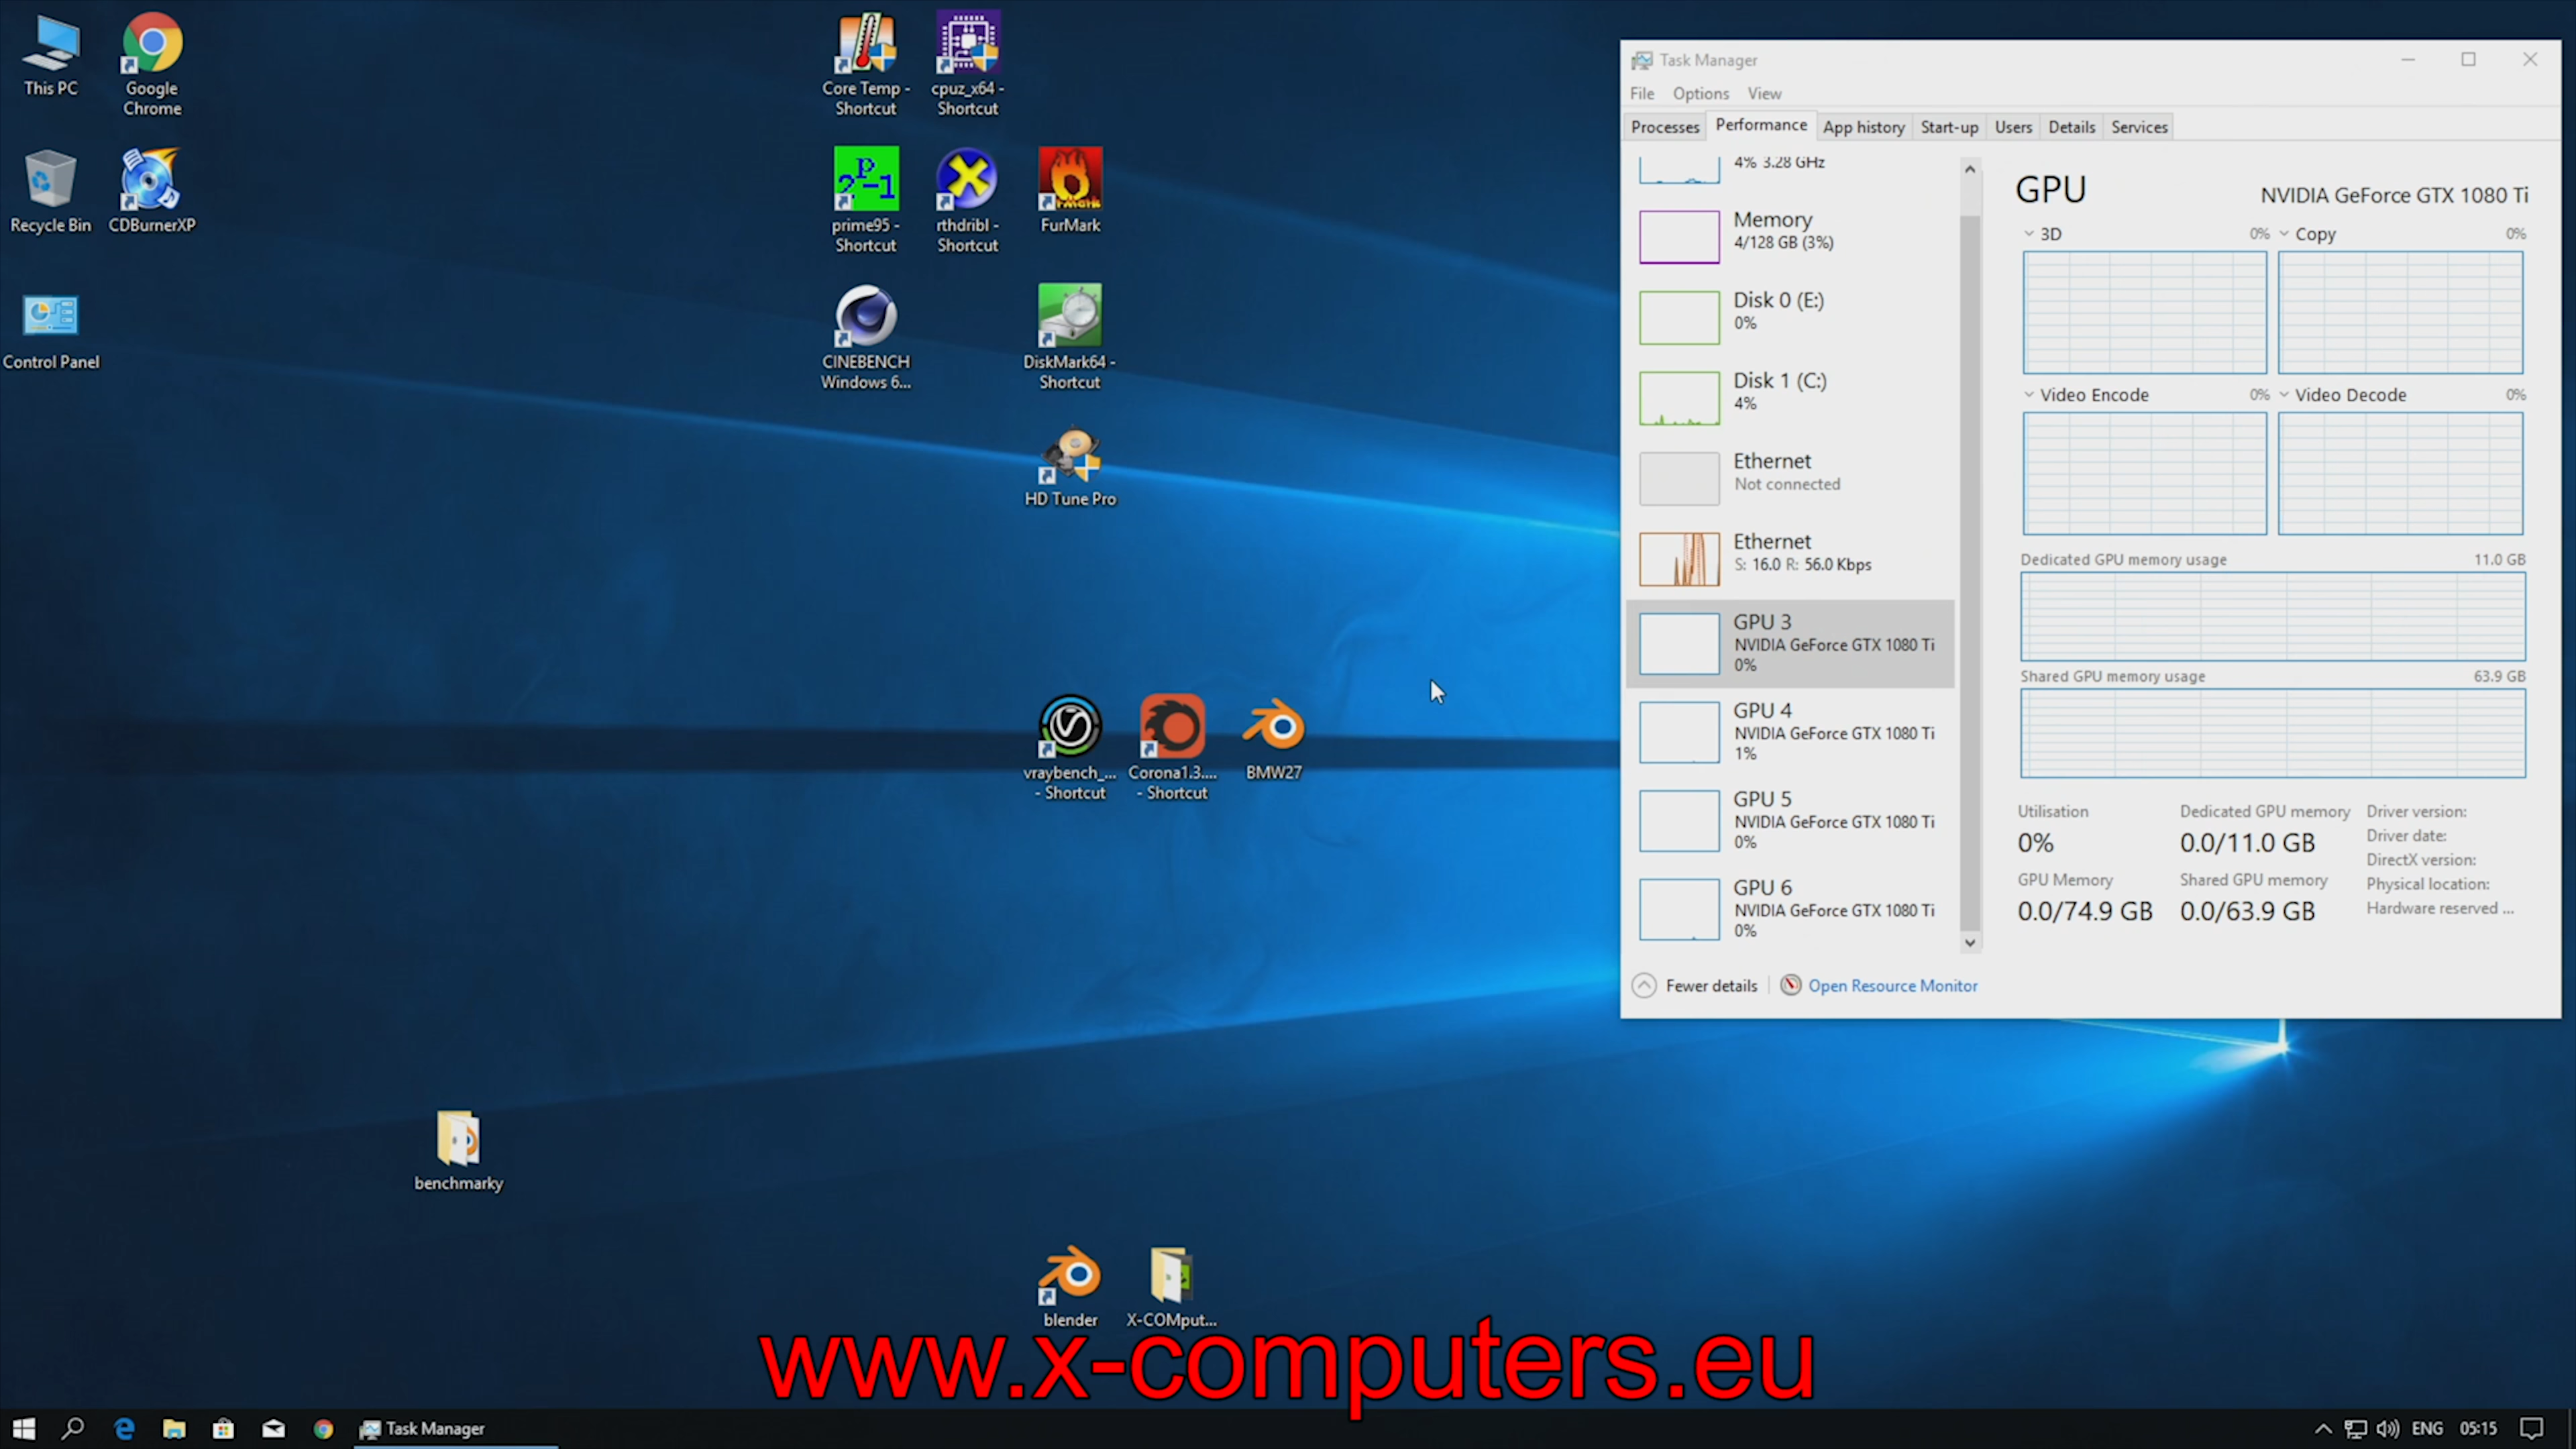 This PC
Google
Chrome
Core Temp -
Shortcut
cpuz_x64 -
Shortcut
Recycle Bin
CDBurnerXP
prime95 -
Shortcut
rthdribl -
Shortcut
FurMark
Control Panel
CINEBENCH
Windows 6...
DiskMark64 -
Shortcut
HD Tune Pro
vraybench_...
- Shortcut
Corona1.3....
- Shortcut
BMW27
benchmarky
blender
X-COMput...
www.x-computers.eu
Task Manager
File Options View
Processes Performance App history Start-up Users Details Services
4% 3.28 GHz
Memory
4/128 GB (3%)
Disk 0 (E:)
0%
Disk 1 (C:)
4%
Ethernet
Not connected
Ethernet
S: 16.0 R: 56.0 Kbps
GPU 3
NVIDIA GeForce GTX 1080 Ti
0%
GPU 4
NVIDIA GeForce GTX 1080 Ti
1%
GPU 5
NVIDIA GeForce GTX 1080 Ti
0%
GPU 6
NVIDIA GeForce GTX 1080 Ti
0%
GPU NVIDIA GeForce GTX 1080 Ti
3D 0% Copy 0%
Video Encode 0% Video Decode 0%
Dedicated GPU memory usage 11.0 GB
Shared GPU memory usage 63.9 GB
Utilisation
0%
GPU Memory
0.0/74.9 GB
Dedicated GPU memory
0.0/11.0 GB
Shared GPU memory
0.0/63.9 GB
Driver version:
Driver date:
DirectX version:
Physical location:
Hardware reserved ...
Fewer details Open Resource Monitor
Task Manager
ENG 05:15